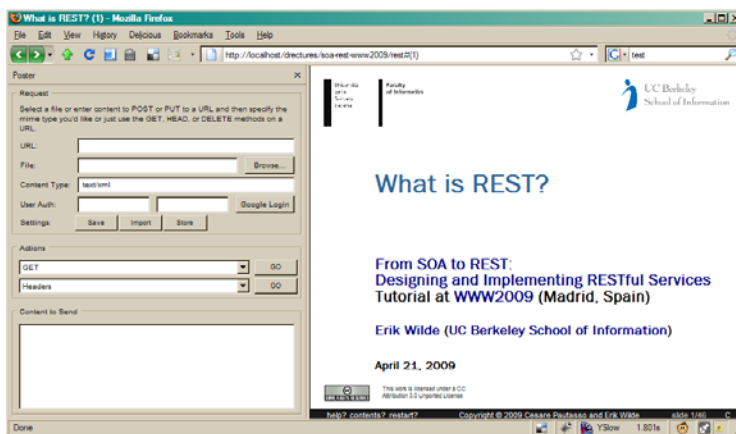 What is REST? (1) - Mozilla Firefox
File Edit View History Delicious Bookmarks Tools Help
http://localhost/drectures/soa-rest-www2009/rest#(1)
test
Poster
Request
Select a file or enter content to POST or PUT to a URL and then specify the
mime type you'd like or just use the GET, HEAD, or DELETE methods on a
URL.
URL:
File:
Browse...
Content Type:
text/xml
User Auth:
Google Login
Settings:
Save
Import
Store
Actions
GET
GO
Headers
GO
Content to Send
Done
Faculty
of Informatics
UC Berkeley
School of Information
What is REST?
From SOA to REST:
Designing and Implementing RESTful Services
Tutorial at WWW2009 (Madrid, Spain)
Erik Wilde (UC Berkeley School of Information)
April 21, 2009
This work is licensed under a CC
Attribution 3.0 Unported License
help? contents? restart?
Copyright © 2009 Cesare Pautasso and Erik Wilde
slide 1/46
C
YSlow
1.801s